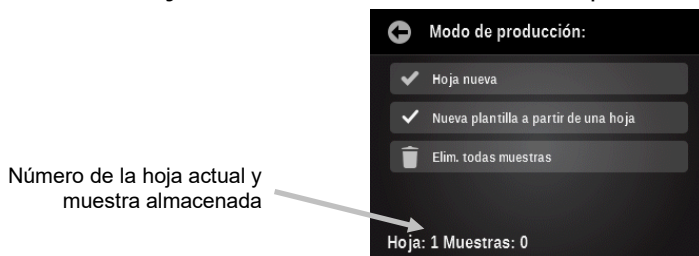 Modo de producción:
Hoja nueva
Nueva plantilla a partir de una hoja
Elim. todas muestras
Número de la hoja actual y
muestra almacenada
Hoja: 1 Muestras: 0